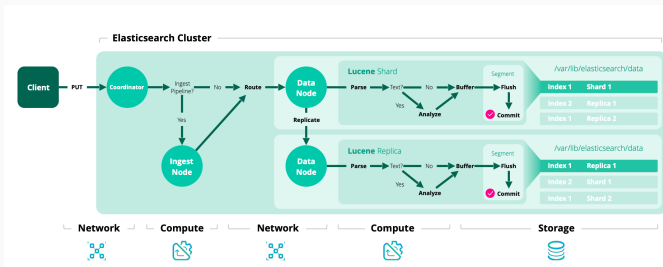 Elasticsearch Cluster
Client
PUT
Coordinator
Ingest
Pipeline?
No
Route
Yes
Ingest
Node
Data
Node
Replicate
Data
Node
Lucene Shard
Parse
Text?
No
Buffer
Yes
Analyze
Segment
Flush
Commit
/var/lib/elasticsearch/data
Index 1 Shard 1
Index 2 Replica 1
Index 1 Replica 2
Lucene Replica
Parse
Text?
No
Buffer
Yes
Analyze
Segment
Flush
Commit
/var/lib/elasticsearch/data
Index 1 Replica 1
Index 2 Shard 1
Index 1 Shard 2
Network
Compute
Network
Compute
Storage